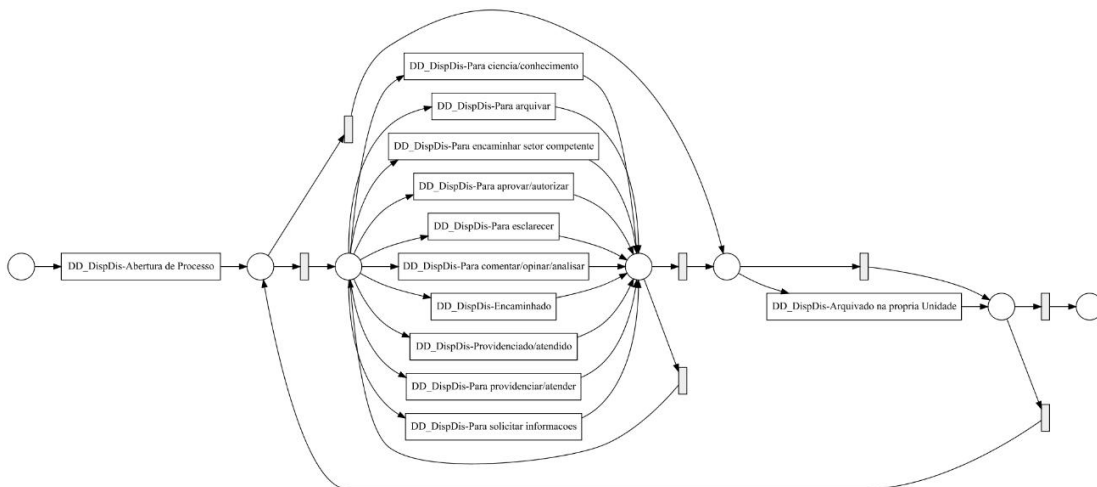 DD_DispDis-Para ciencia/conhecimento
DD_DispDis-Para arquivar
DD_DispDis-Para encaminhar setor competente
DD_DispDis-Para aprovar/autorizar
DD_DispDis-Para esclarecer
DD_DispDis-Abertura de Processo
DD_DispDis-Para comentar/opinar/analisar
DD_DispDis-Encaminhado
DD_DispDis-Arquivado na propria Unidade
DD_DispDis-Providenciado/atendido
DD_DispDis-Para providenciar/atender
DD_DispDis-Para solicitar informacoes